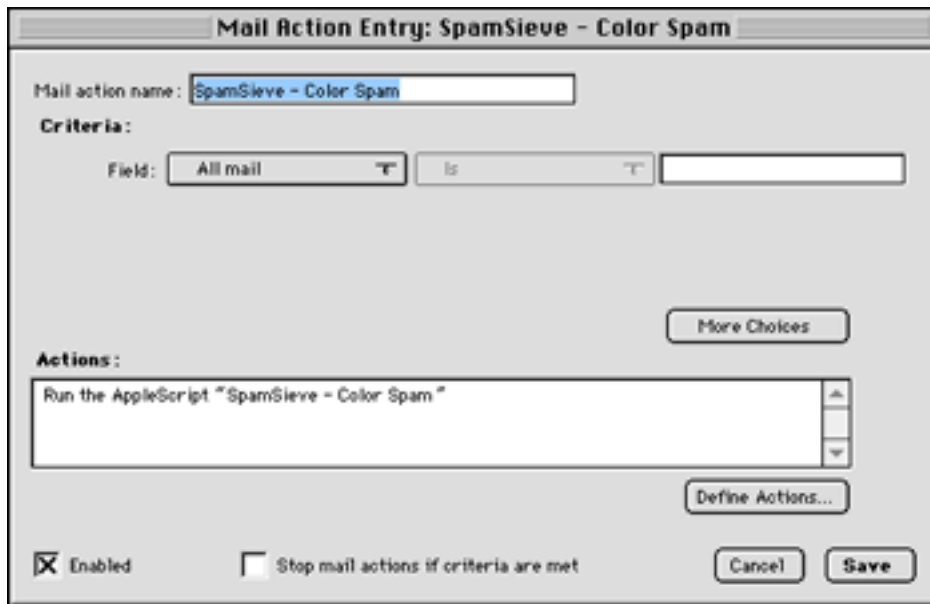 Mail Action Entry: SpamSieve - Color Spam
Mail action name: SpamSieve - Color Spam
Criteria:
Field: All mail Is
More Choices
Actions:
Run the AppleScript "SpamSieve - Color Spam"
Define Actions...
Enabled Stop mail actions if criteria are met Cancel Save